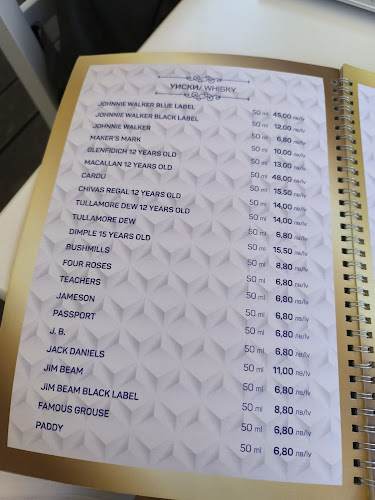 УИСКИ/ WHISKY
JOHNNIE WALKER BLUE LABEL 50 ml 45,00 лв/lv
JOHNNIE WALKER BLACK LABEL 50 ml 12,00 лв/lv
JOHNNIE WALKER 50 ml 6,80 лв/lv
MAKER'S MARK 50 ml 10,00 лв/lv
GLENFIDICH 12 YEARS OLD 50 ml 13,00 лв/lv
MACALLAN 12 YEARS OLD 50 ml 48,00 лв/lv
CARDU 50 ml 15,50 лв/lv
CHIVAS REGAL 12 YEARS OLD 50 ml 14,00 лв/lv
TULLAMORE DEW 12 YEARS OLD 50 ml 14,00 лв/lv
TULLAMORE DEW 50 ml 6,80 лв/lv
DIMPLE 15 YEARS OLD 50 ml 15,50 лв/lv
BUSHMILLS 50 ml 8,80 лв/lv
FOUR ROSES 50 ml 6,80 лв/lv
TEACHERS 50 ml 6,80 лв/lv
JAMESON 50 ml 6,80 лв/lv
PASSPORT 50 ml 6,80 лв/lv
J. B. 50 ml 6,80 лв/lv
JACK DANIELS 50 ml 11,00 лв/lv
JIM BEAM 50 ml 6,80 лв/lv
JIM BEAM BLACK LABEL 50 ml 8,80 лв/lv
FAMOUS GROUSE 50 ml 6,80 лв/lv
PADDY 50 ml 6,80 лв/lv